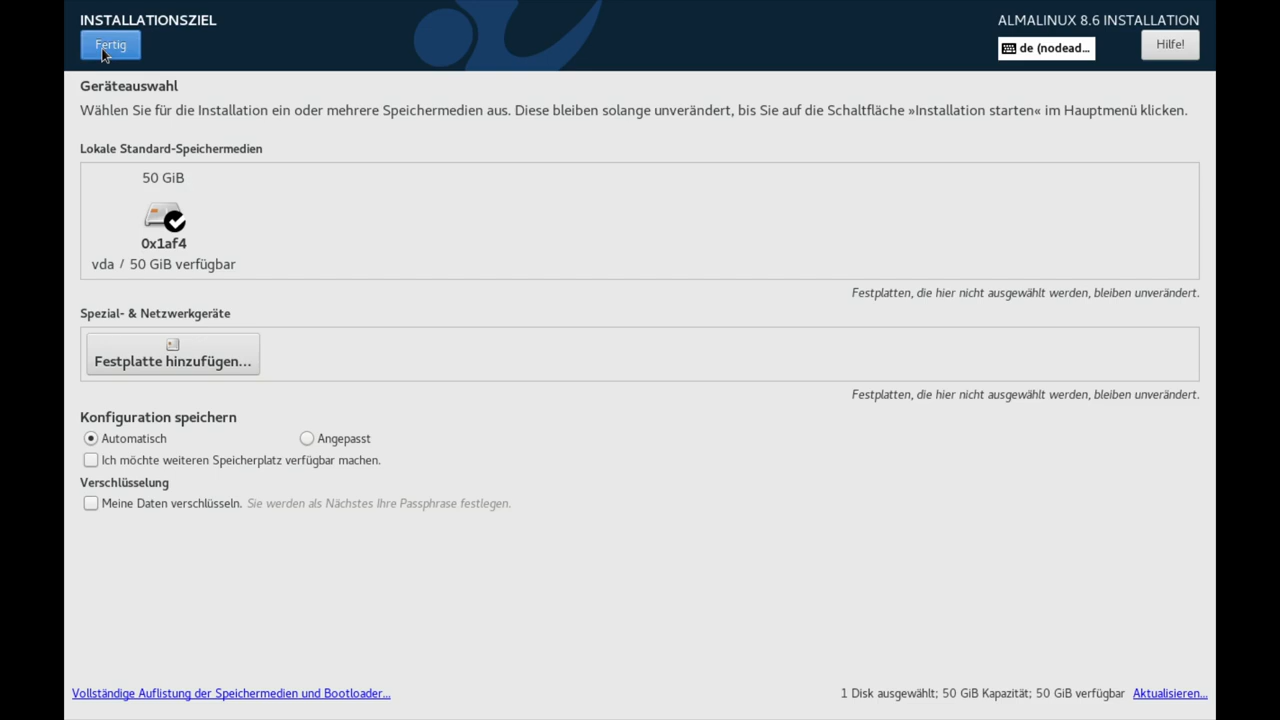 INSTALLATIONSZIEL
ALMALINUX 8.6 INSTALLATION
Fertig
de (nodead...
Hilfe!
Geräteauswahl
Wählen Sie für die Installation ein oder mehrere Speichermedien aus. Diese bleiben solange unverändert, bis Sie auf die Schaltfläche »Installation starten« im Hauptmenü klicken.
Lokale Standard-Speichermedien
50 GiB
0x1af4
vda / 50 GiB verfügbar
Festplatten, die hier nicht ausgewählt werden, bleiben unverändert.
Spezial- & Netzwerkgeräte
Festplatte hinzufügen...
Festplatten, die hier nicht ausgewählt werden, bleiben unverändert.
Konfiguration speichern
Automatisch Angepasst
Ich möchte weiteren Speicherplatz verfügbar machen.
Verschlüsselung
Meine Daten verschlüsseln. Sie werden als Nächstes Ihre Passphrase festlegen.
Vollständige Auflistung der Speichermedien und Bootloader... 1 Disk ausgewählt; 50 GiB Kapazität; 50 GiB verfügbar Aktualisieren...